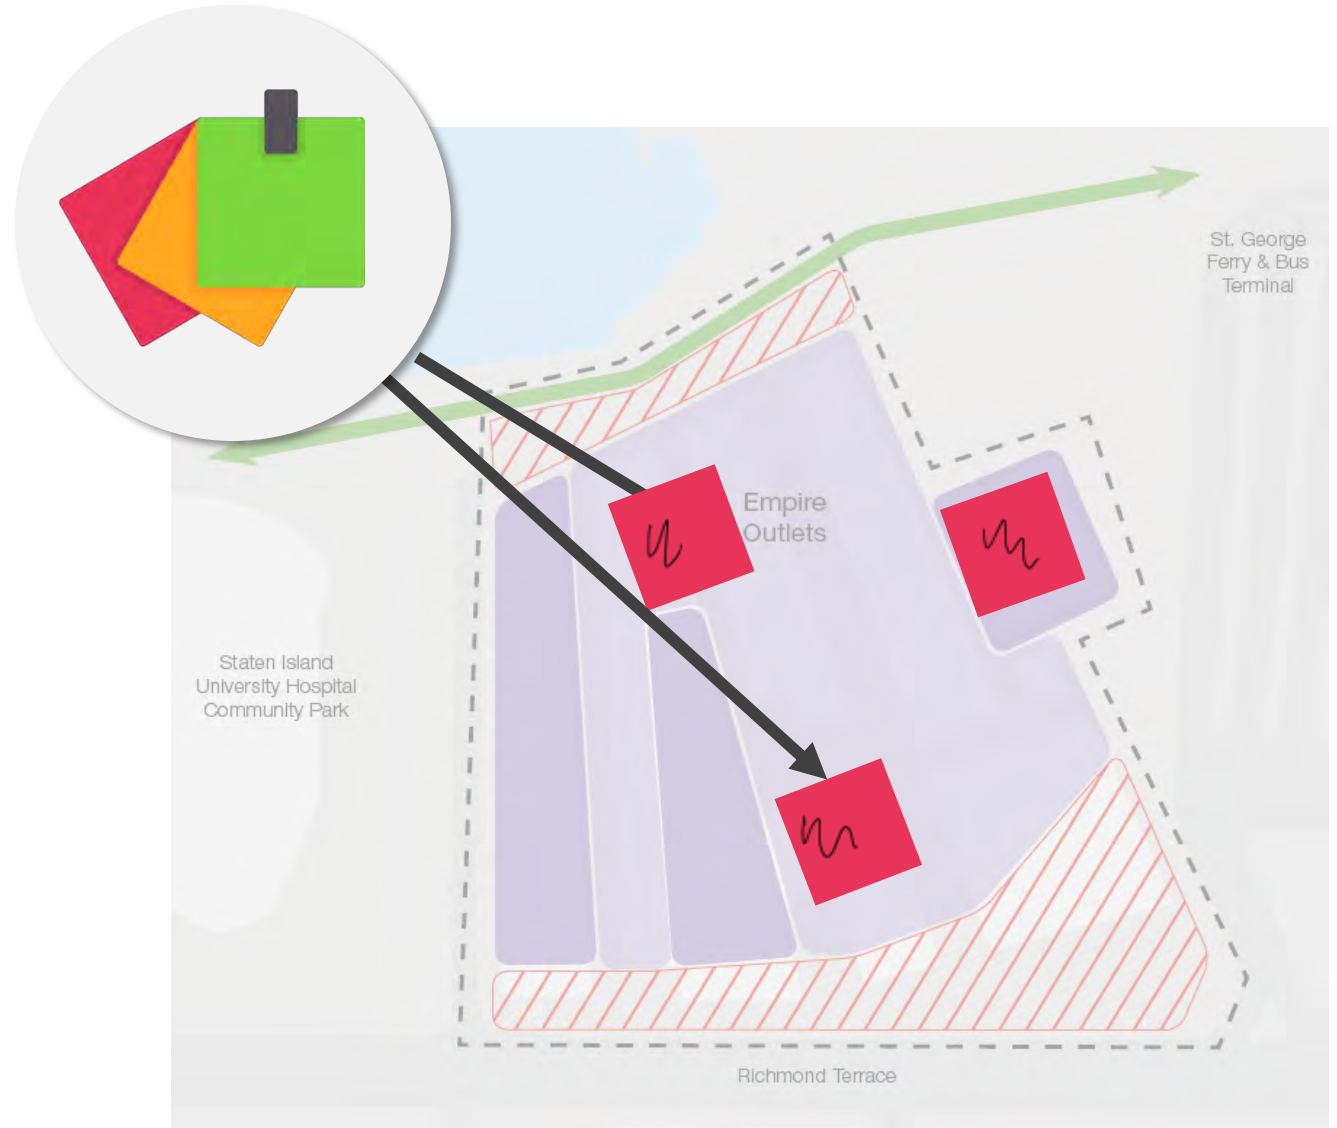 St. George
Ferry & Bus
Terminal
Empire
Outlets
Staten Island
University Hospital
Community Park
Richmond Terrace